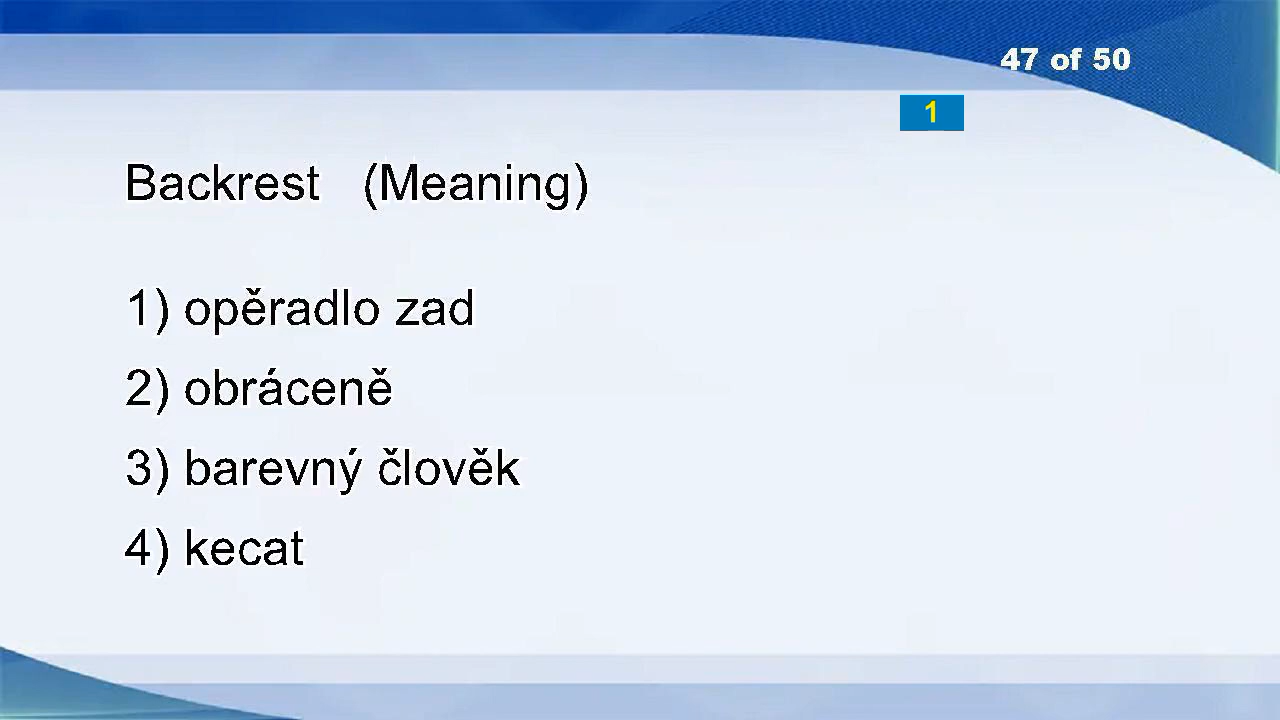 47 of 50
1
Backrest (Meaning)
1) opěradlo zad
2) obráceně
3) barevný člověk
4) kecat